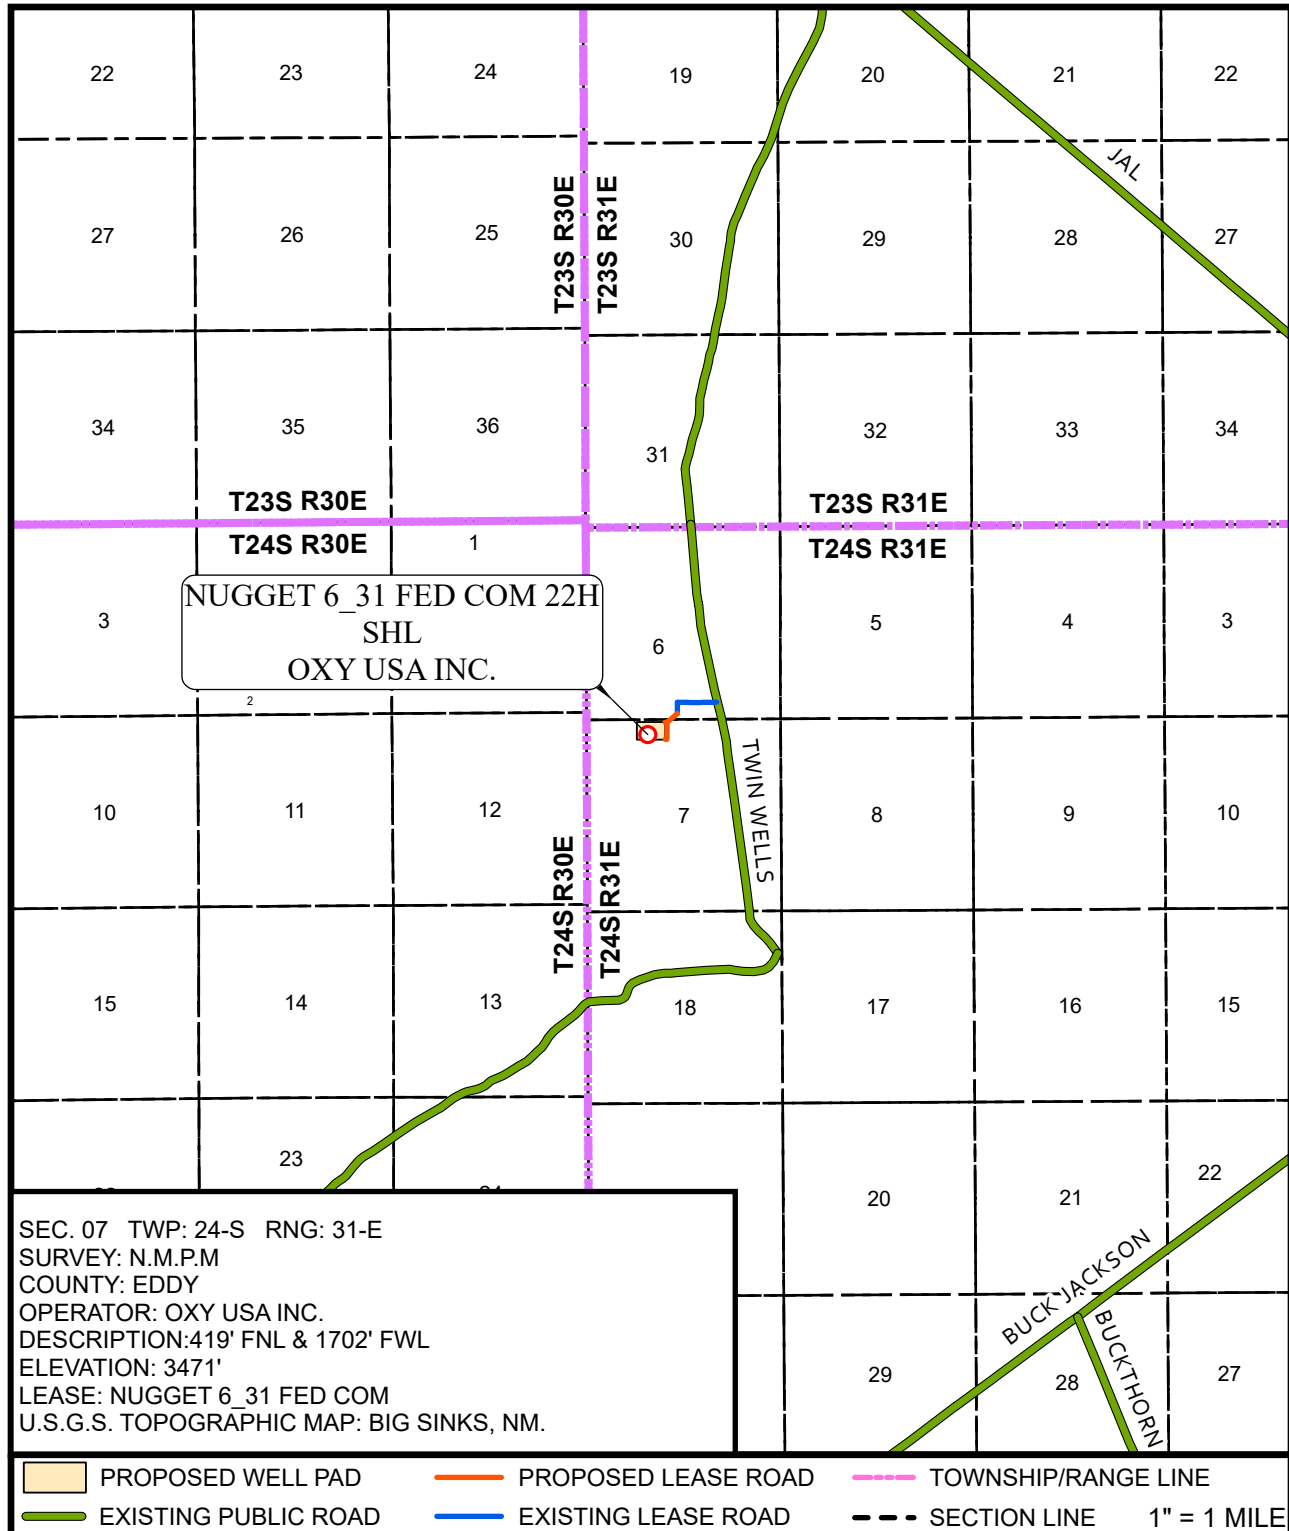 22 23 24 19 20 21 22
JAL
T23S R30E
T23S R31E
27 26 25 30 29 28 27
34 35 36 31 32 33 34
T23S R30E T23S R31E
T24S R30E T24S R31E
1
NUGGET 6_31 FED COM 22H
SHL
OXY USA INC.
3 6 5 4 3
2
TWIN WELLS
10 11 12 7 8 9 10
T24S R30E
T24S R31E
15 14 13 18 17 16 15
23 20 21 22
BUCK JACKSON
BUCKTHORN
29 28 27
SEC. 07 TWP: 24-S RNG: 31-E
SURVEY: N.M.P.M
COUNTY: EDDY
OPERATOR: OXY USA INC.
DESCRIPTION:419' FNL & 1702' FWL
ELEVATION: 3471'
LEASE: NUGGET 6_31 FED COM
U.S.G.S. TOPOGRAPHIC MAP: BIG SINKS, NM.
PROPOSED WELL PAD PROPOSED LEASE ROAD TOWNSHIP/RANGE LINE
EXISTING PUBLIC ROAD EXISTING LEASE ROAD SECTION LINE 1" = 1 MILE